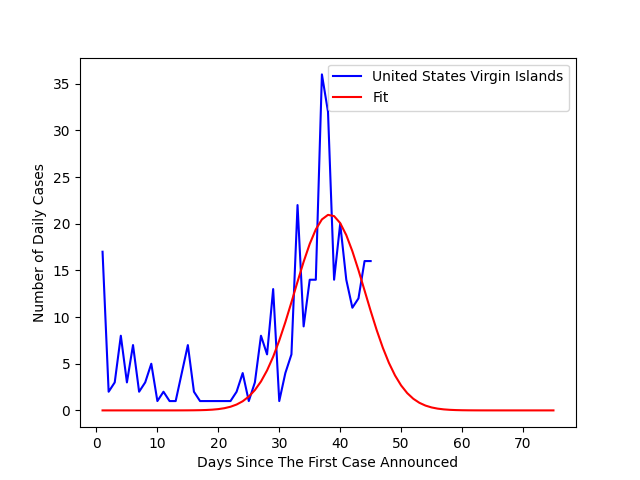 United States Virgin Islands
Fit
35
30
25
20
15
10
5
0
Number of Daily Cases
0 10 20 30 40 50 60 70
Days Since The First Case Announced